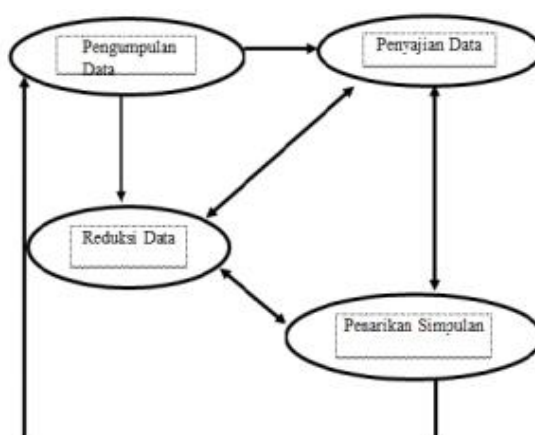 Pengumpulan
Data
Penyajian Data
Reduksi Data
Penarikan Simpulan